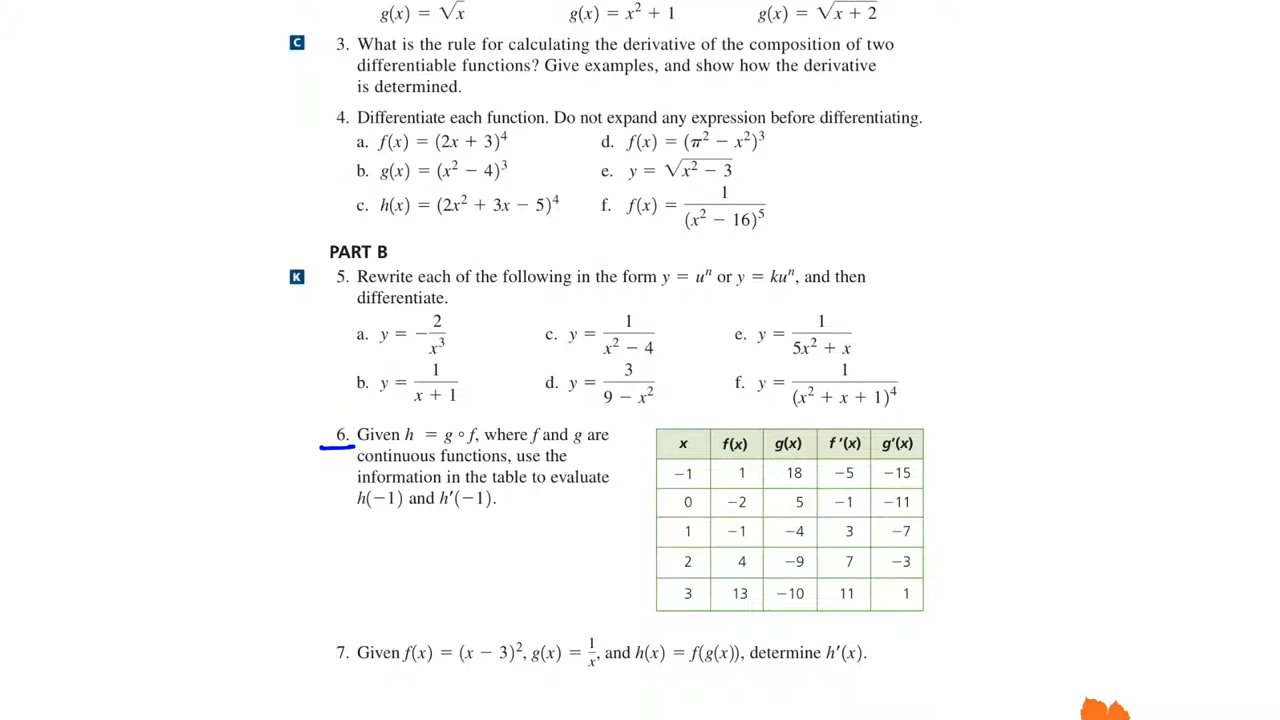 g(x) = √x g(x) = x² + 1 g(x) = √(x + 2)
C 3. What is the rule for calculating the derivative of the composition of two
differentiable functions? Give examples, and show how the derivative
is determined.
4. Differentiate each function. Do not expand any expression before differentiating.
a. f(x) = (2x + 3)⁴ d. f(x) = (π² − x²)³
b. g(x) = (x² − 4)³ e. y = √(x² − 3)
c. h(x) = (2x² + 3x − 5)⁴ f. f(x) = 1/(x² − 16)⁵
PART B
K 5. Rewrite each of the following in the form y = uⁿ or y = kuⁿ, and then
differentiate.
a. y = −2/x³ c. y = 1/(x² − 4) e. y = 1/(5x² + x)
b. y = 1/(x + 1) d. y = 3/(9 − x²) f. y = 1/(x² + x + 1)⁴
6. Given h = g ∘ f, where f and g are
continuous functions, use the
information in the table to evaluate
h(−1) and h′(−1).
x f(x) g(x) f′(x) g′(x)
−1 1 18 −5 −15
0 −2 5 −1 −11
1 −1 −4 3 −7
2 4 −9 7 −3
3 13 −10 11 1
7. Given f(x) = (x − 3)², g(x) = 1/x, and h(x) = f(g(x)), determine h′(x).